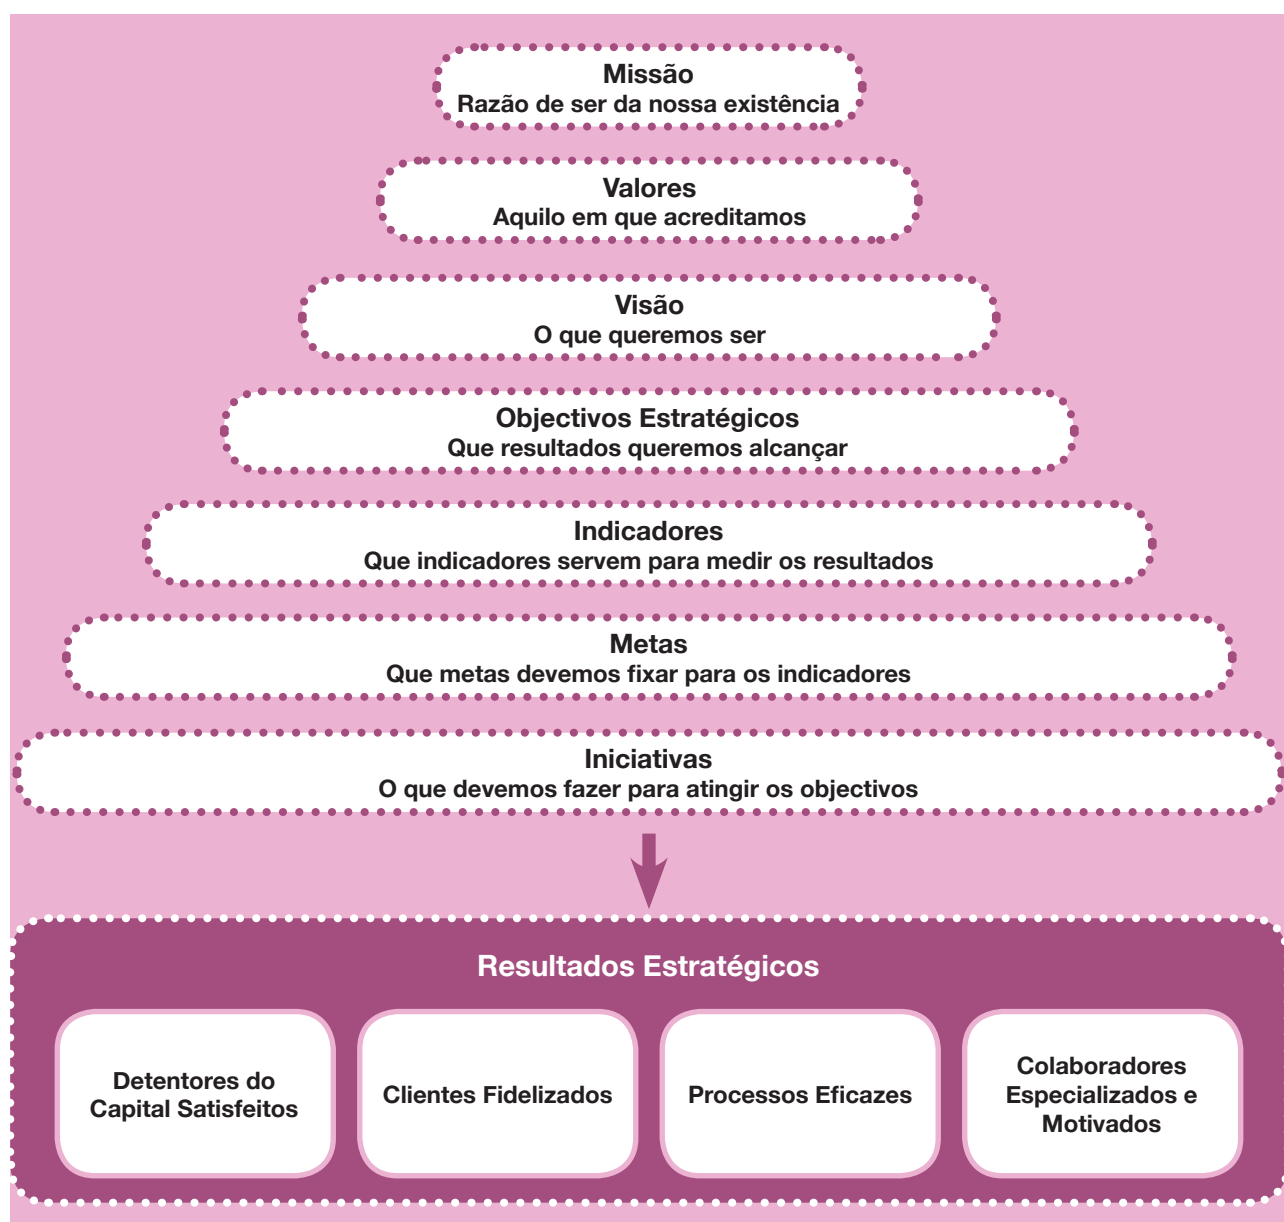 Missão
Razão de ser da nossa existência
Valores
Aquilo em que acreditamos
Visão
O que queremos ser
Objectivos Estratégicos
Que resultados queremos alcançar
Indicadores
Que indicadores servem para medir os resultados
Metas
Que metas devemos fixar para os indicadores
Iniciativas
O que devemos fazer para atingir os objectivos
Resultados Estratégicos
Detentores do
Capital Satisfeitos
Clientes Fidelizados
Processos Eficazes
Colaboradores
Especializados e
Motivados